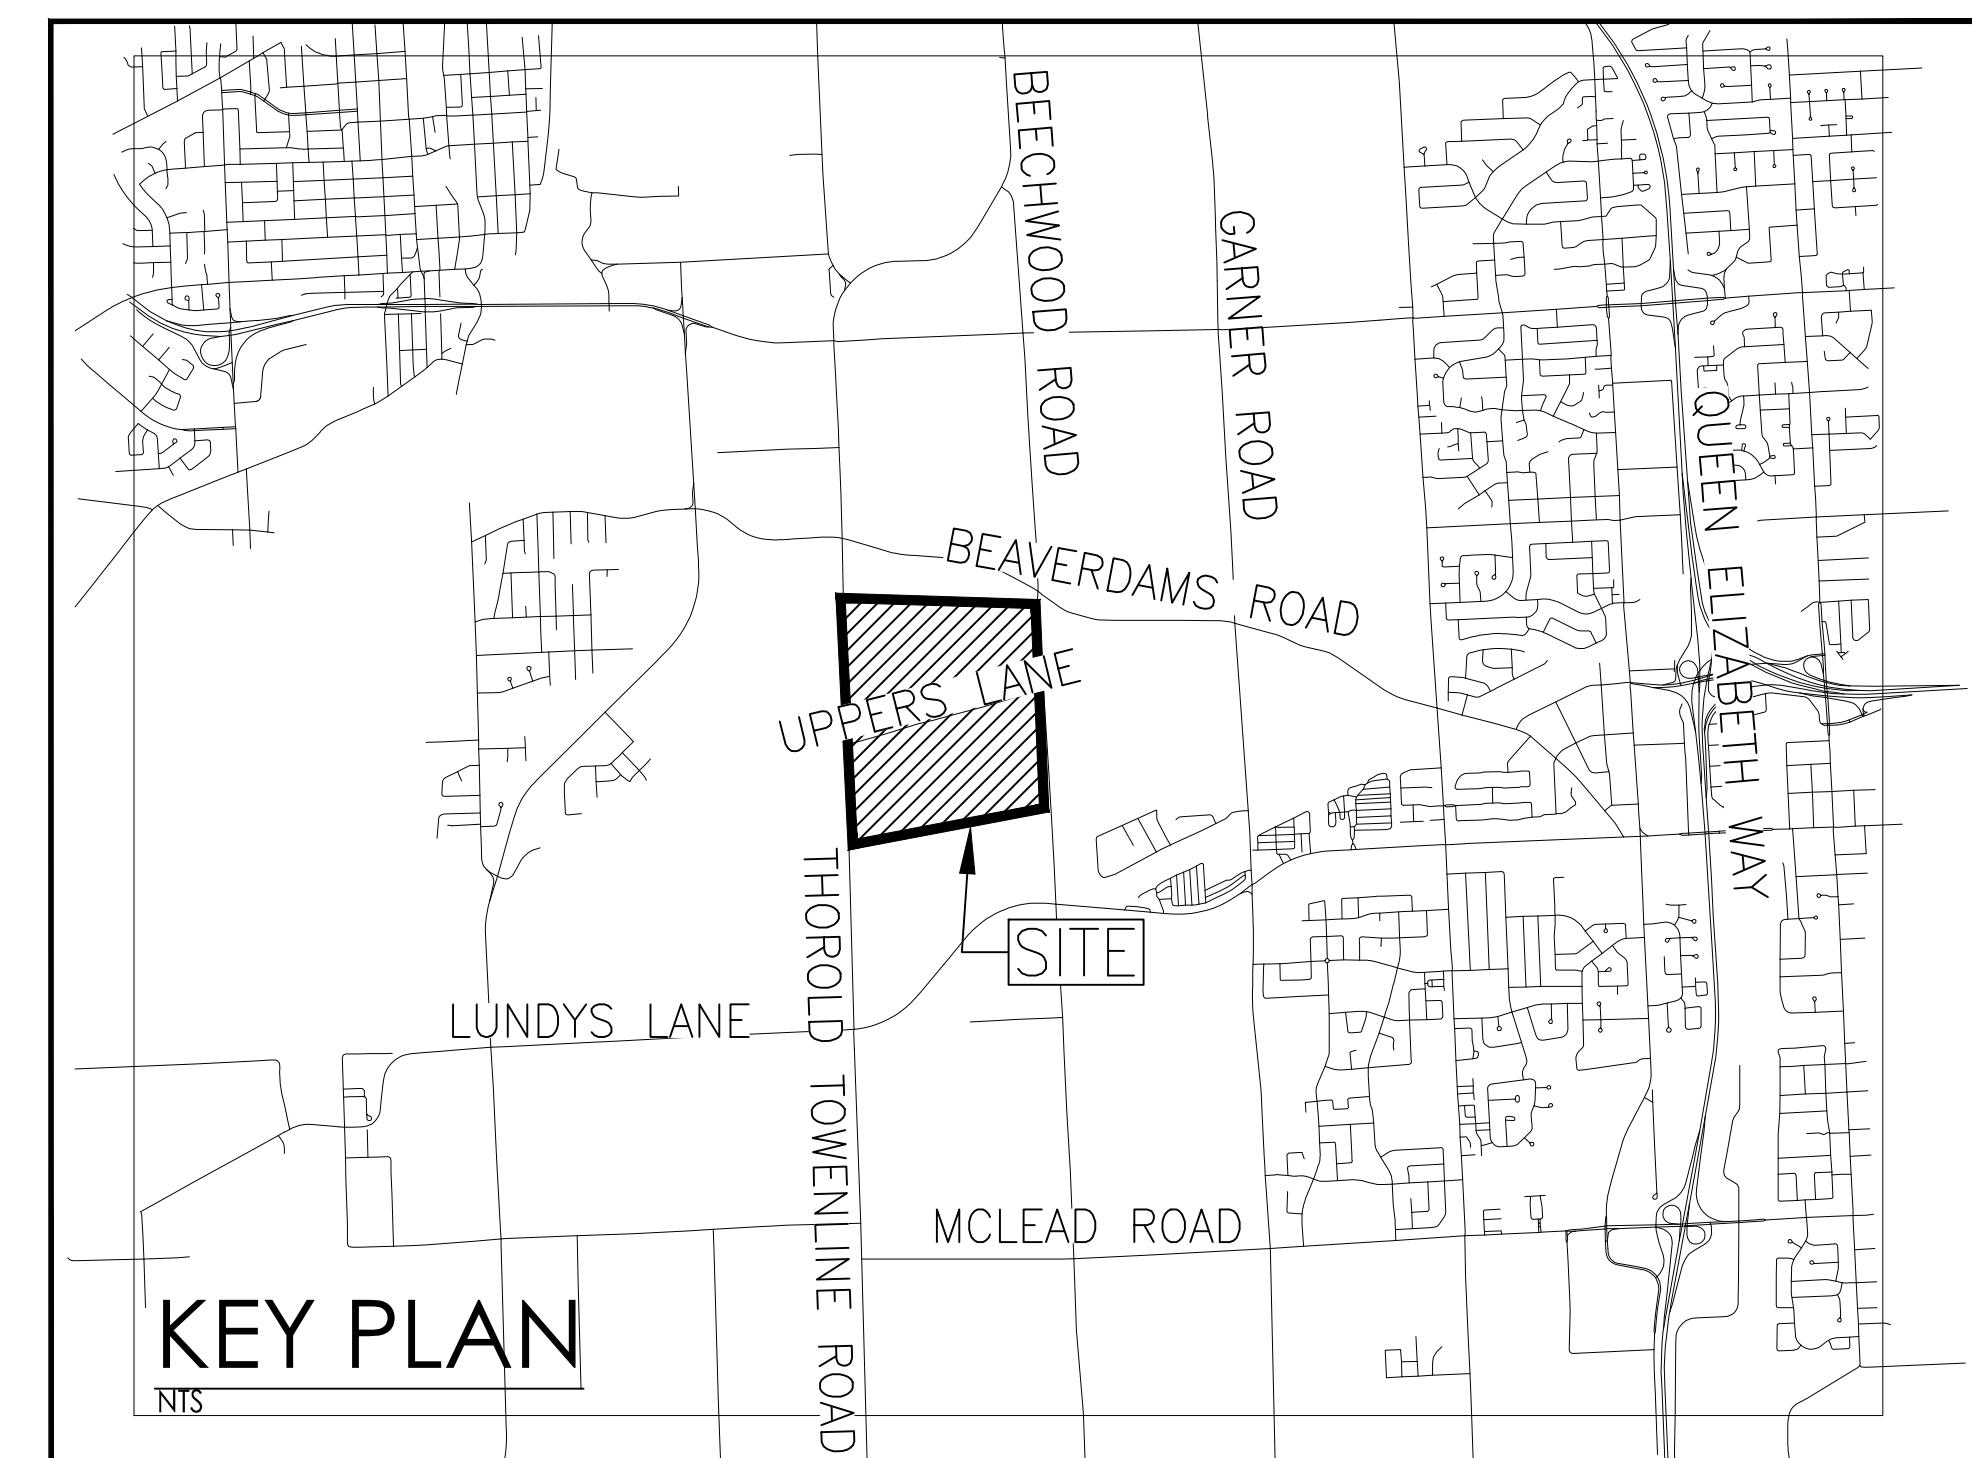 BEECHWOOD ROAD
GARNER ROAD
QUEEN ELIZABETH WAY
BEAVERDAMS ROAD
UPPERS LANE
THOROLD TOWENLINE ROAD
SITE
LUNDYS LANE
MCLEAD ROAD
KEY PLAN
NTS